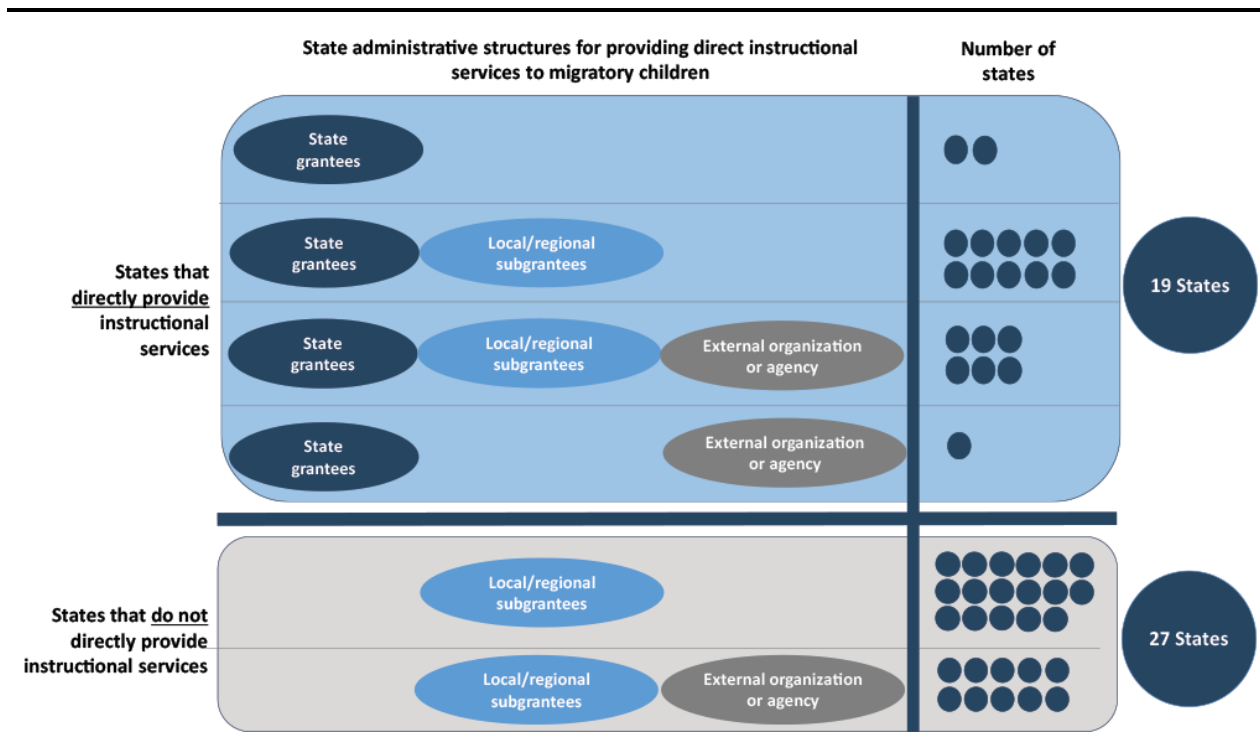 State administrative structures for providing direct instructional
services to migratory children
Number of
states
States that
directly provide
instructional
services
State
grantees
State
grantees
Local/regional
subgrantees
State
grantees
Local/regional
subgrantees
External organization
or agency
State
grantees
External organization
or agency
19 States
States that do not
directly provide
instructional services
Local/regional
subgrantees
Local/regional
subgrantees
External organization
or agency
27 States